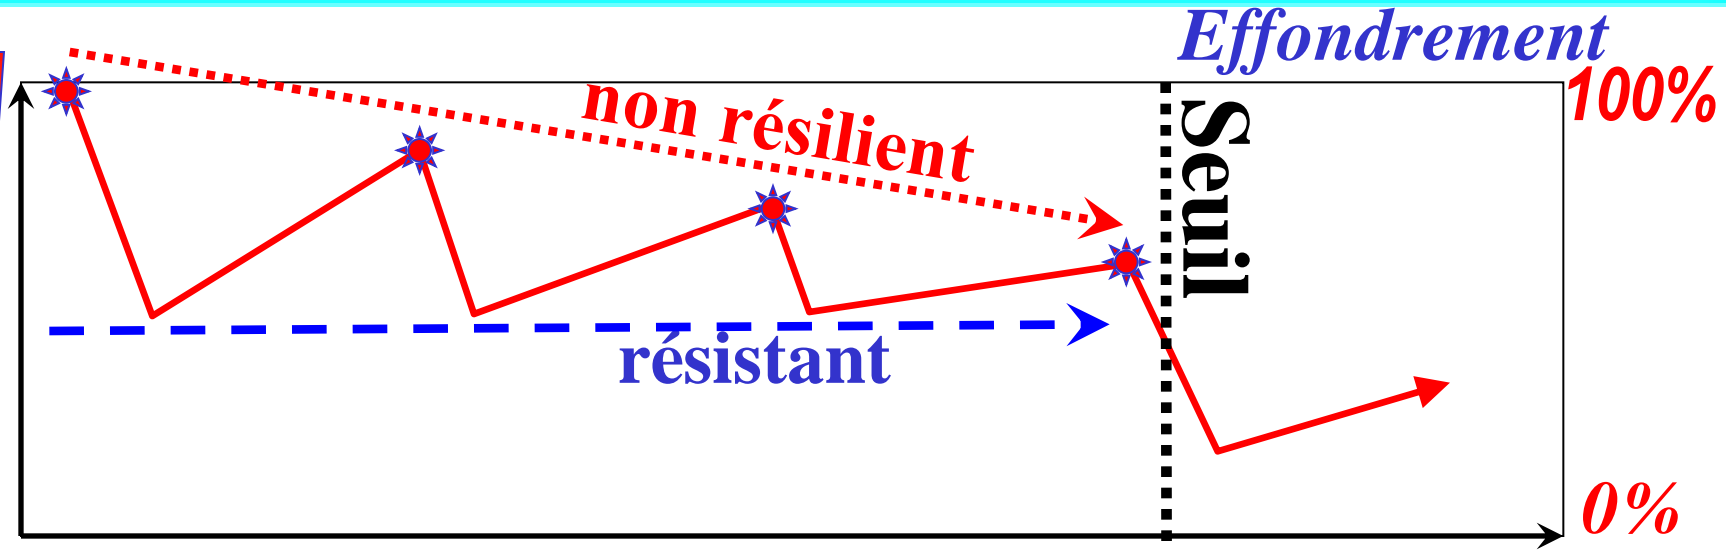 Effondrement
100%
non résilient
Seuil
résistant
0%